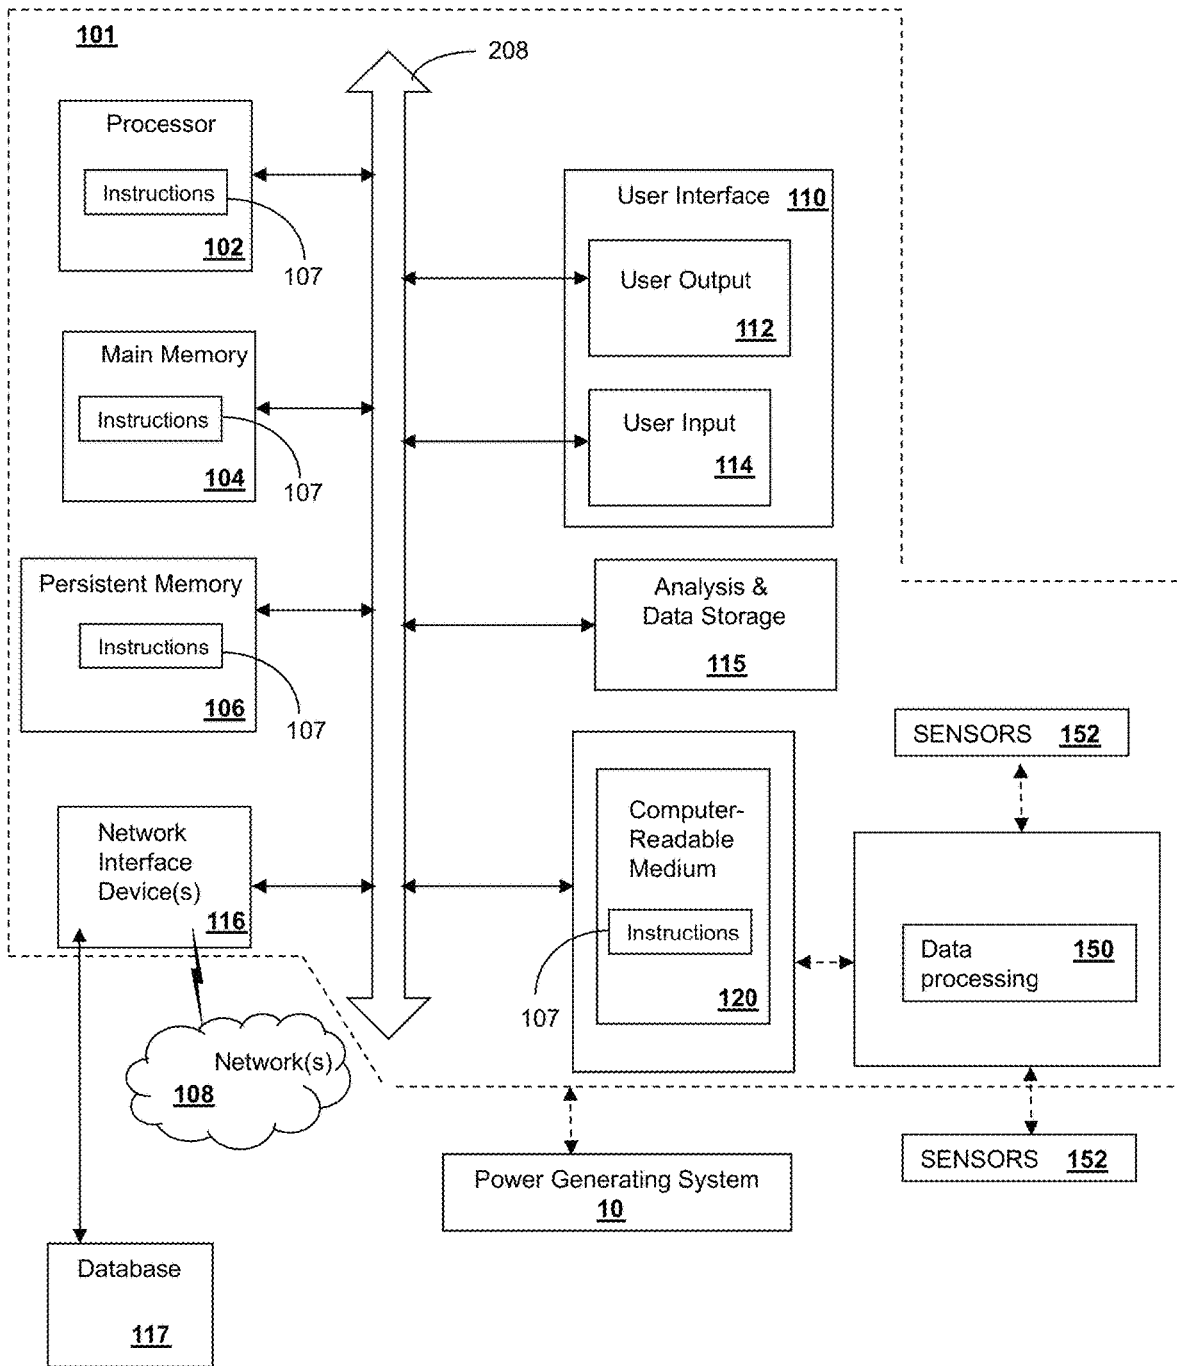 101
208
Processor
Instructions
102
107
User Interface 110
User Output
112
Main Memory
Instructions
104
107
User Input
114
Persistent Memory
Instructions
106
107
Analysis &
Data Storage
115
SENSORS 152
Network
Interface
Device(s)
116
Computer-
Readable
Medium
Instructions
120
107
Data
processing
150
Network(s)
108
SENSORS 152
Power Generating System
10
Database
117